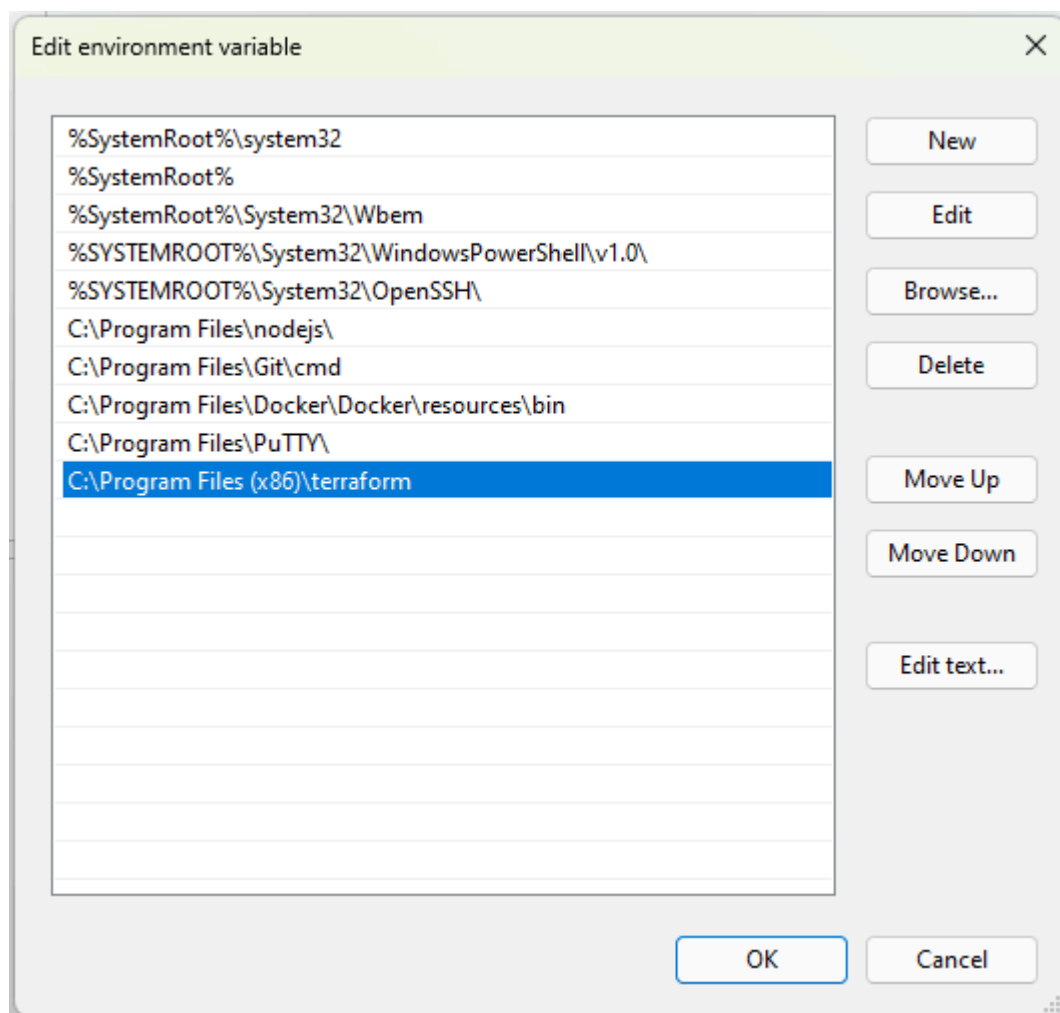 Edit environment variable
%SystemRoot%\system32
New
%SystemRoot%
%SystemRoot%\System32\Wbem
Edit
%SYSTEMROOT%\System32\WindowsPowerShell\v1.0\
%SYSTEMROOT%\System32\OpenSSH\
Browse...
C:\Program Files\nodejs\
C:\Program Files\Git\cmd
Delete
C:\Program Files\Docker\Docker\resources\bin
C:\Program Files\PuTTY\
C:\Program Files (x86)\terraform
Move Up
Move Down
Edit text...
OK
Cancel